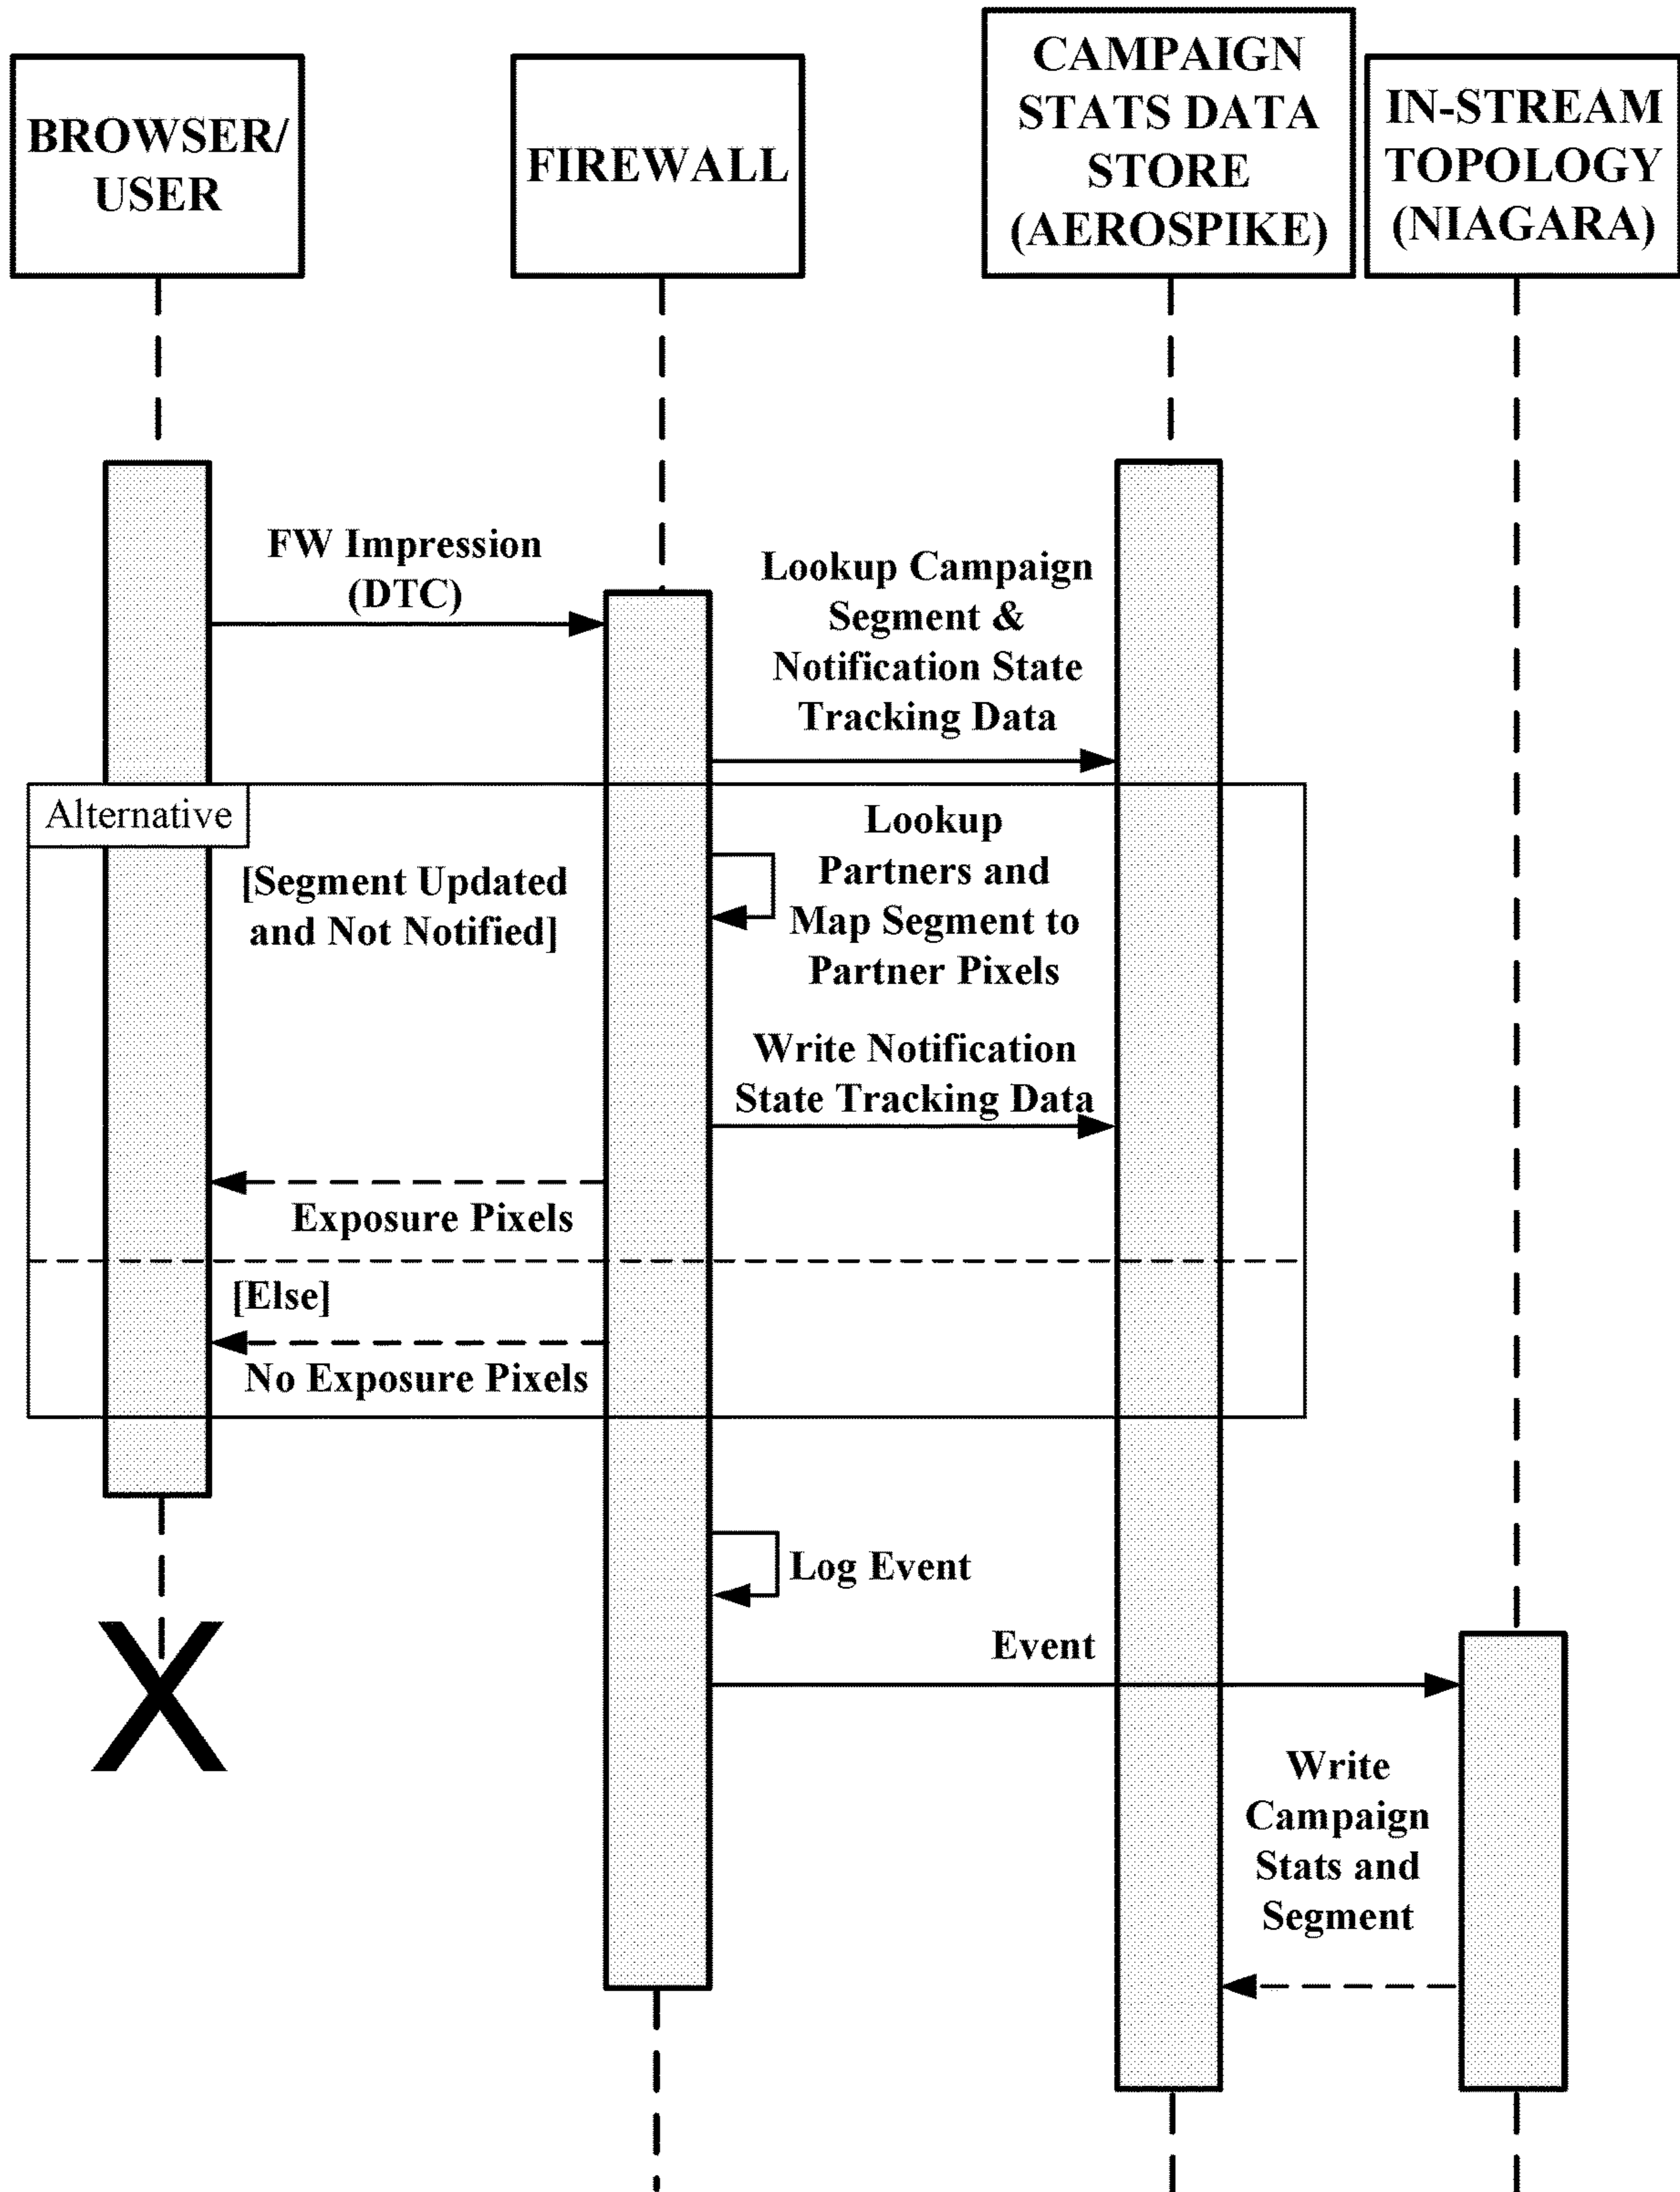 BROWSER/
USER
FIREWALL
CAMPAIGN
STATS DATA
STORE
(AEROSPIKE)
IN-STREAM
TOPOLOGY
(NIAGARA)
FW Impression
(DTC)
Lookup Campaign
Segment &
Notification State
Tracking Data
Alternative
[Segment Updated
and Not Notified]
Lookup
Partners and
Map Segment to
Partner Pixels
Write Notification
State Tracking Data
Exposure Pixels
[Else]
No Exposure Pixels
Log Event
Event
Write
Campaign
Stats and
Segment
X